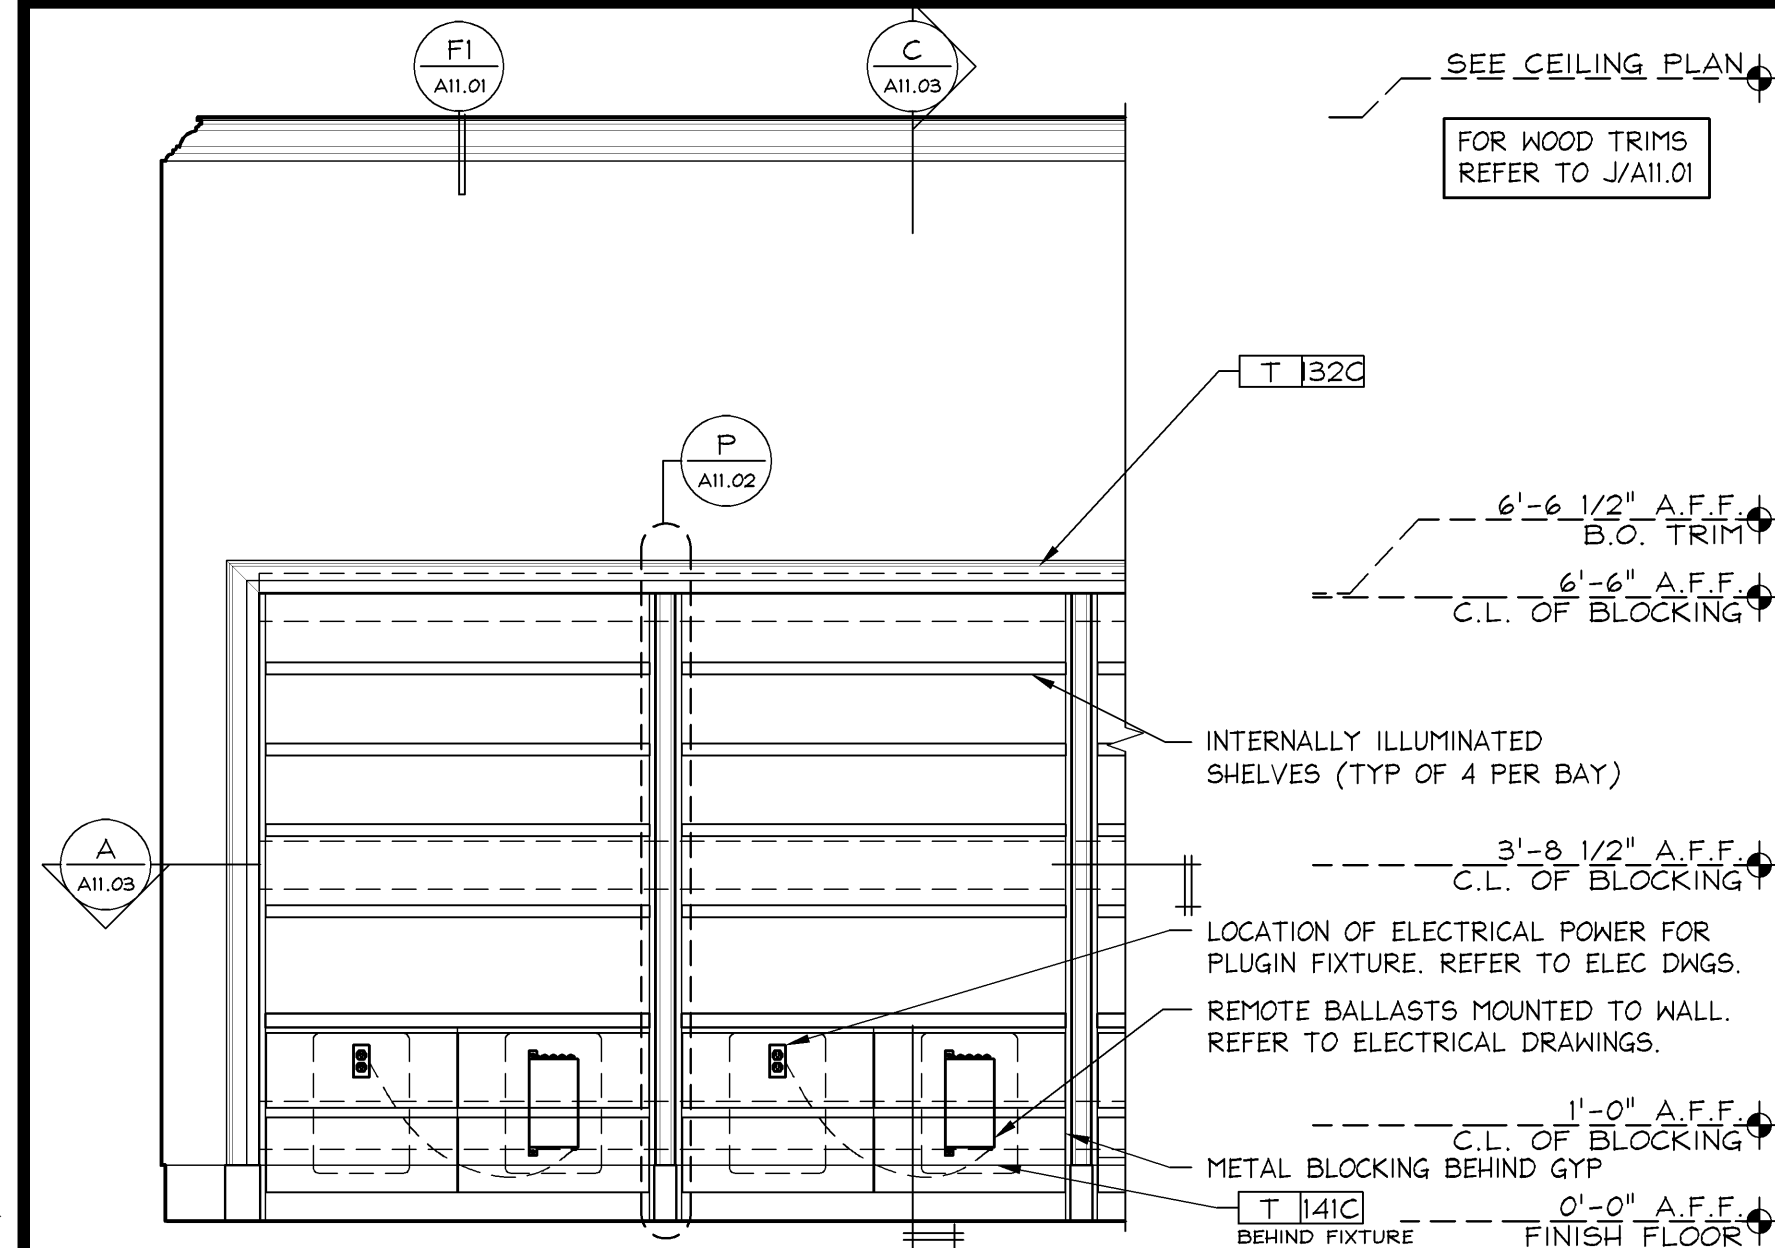 F1
A11.01
C
A11.03
SEE CEILING PLAN
FOR WOOD TRIMS
REFER TO J/A11.01
T 132C
P
A11.02
6'-6 1/2" A.F.F.
B.O. TRIM
6'-6" A.F.F.
C.L. OF BLOCKING
INTERNALLY ILLUMINATED
SHELVES (TYP OF 4 PER BAY)
A
A11.03
3'-8 1/2" A.F.F.
C.L. OF BLOCKING
LOCATION OF ELECTRICAL POWER FOR
PLUGIN FIXTURE. REFER TO ELEC DWGS.
REMOTE BALLASTS MOUNTED TO WALL.
REFER TO ELECTRICAL DRAWINGS.
1'-0" A.F.F.
C.L. OF BLOCKING
METAL BLOCKING BEHIND GYP
T 141C
BEHIND FIXTURE
0'-0" A.F.F.
FINISH FLOOR